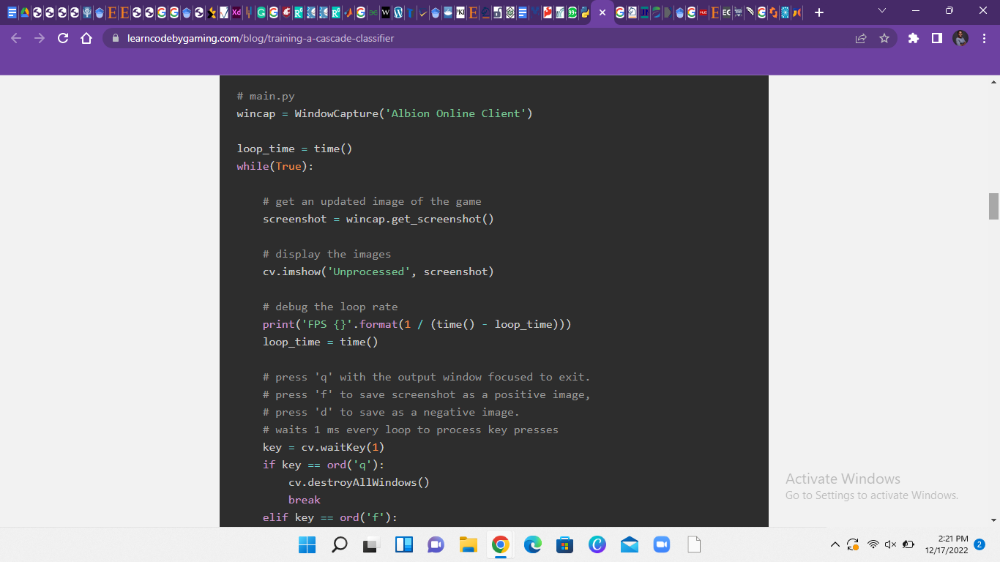 learncodebygaming.com/blog/training-a-cascade-classifier
# main.py
wincap = WindowCapture('Albion Online Client')
loop_time = time()
while(True):
# get an updated image of the game
screenshot = wincap.get_screenshot()
# display the images
cv.imshow('Unprocessed', screenshot)
# debug the loop rate
print('FPS {}'.format(1 / (time() - loop_time)))
loop_time = time()
# press 'q' with the output window focused to exit.
# press 'f' to save screenshot as a positive image,
# press 'd' to save as a negative image.
# waits 1 ms every loop to process key presses
key = cv.waitKey(1)
if key == ord('q'):
cv.destroyAllWindows()
break
elif key == ord('f'):
Activate Windows
Go to Settings to activate Windows.
2:21 PM
12/17/2022
2